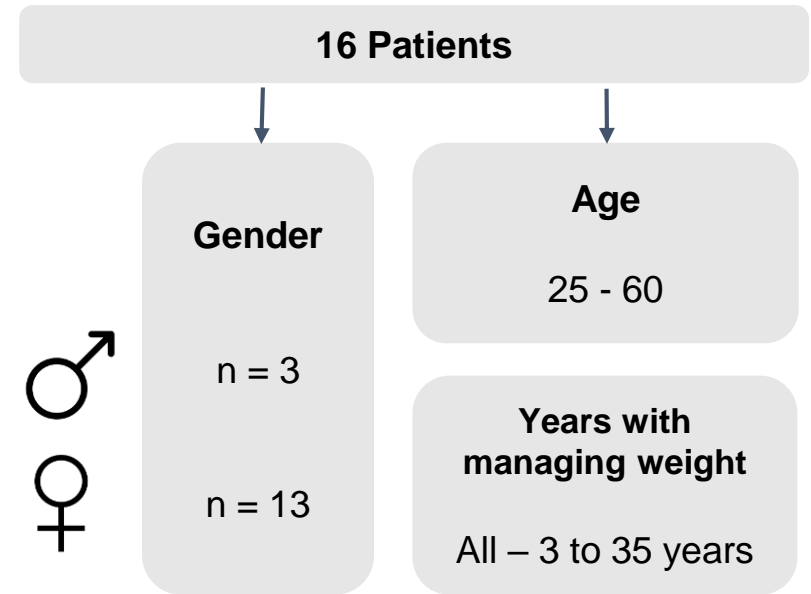 16 Patients
Gender
n = 3
n = 13
Age
25 - 60
Years with
managing weight
All – 3 to 35 years